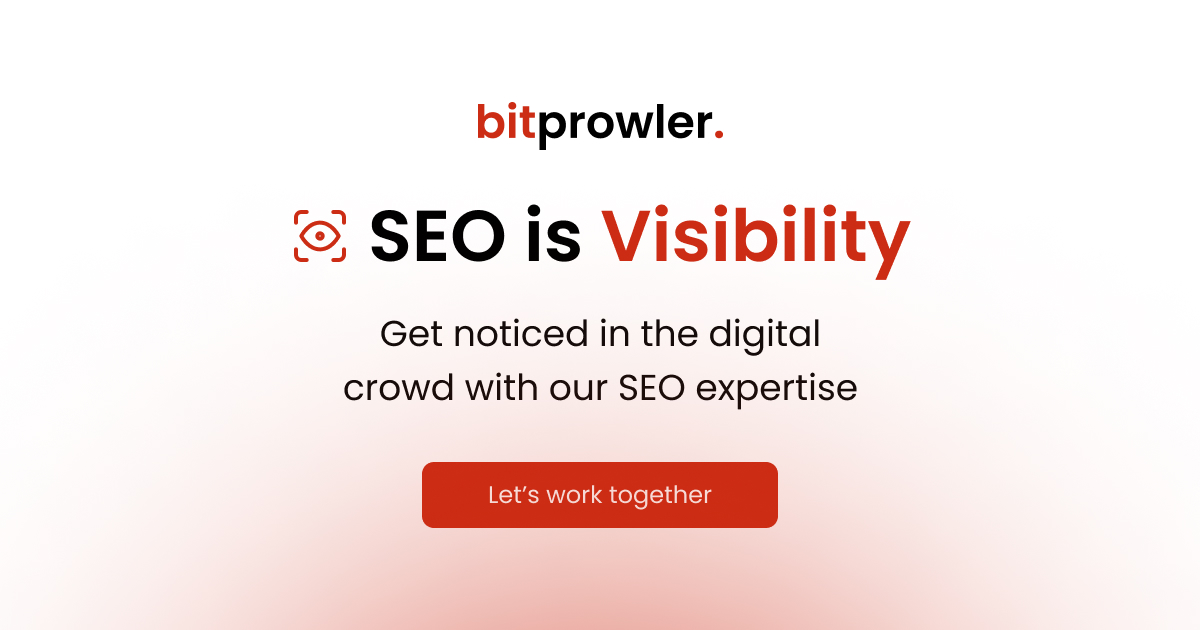 bitprowler.
SEO is Visibility
Get noticed in the digital
crowd with our SEO expertise
Let’s work together